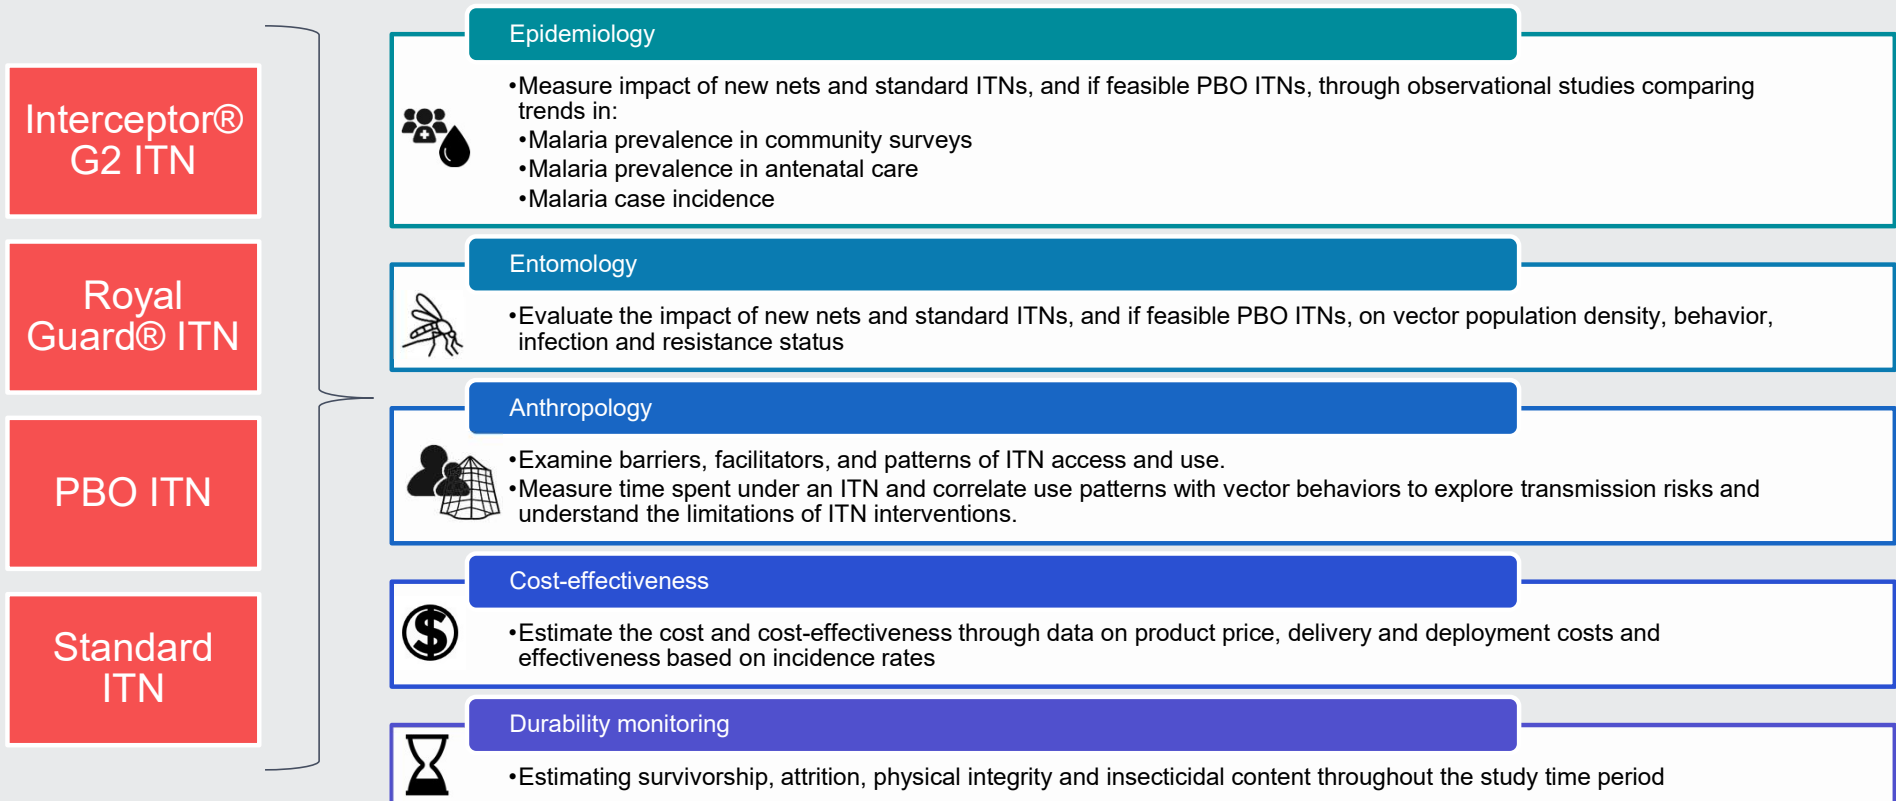 Interceptor®
G2 ITN
Royal
Guard® ITN
PBO ITN
Standard
ITN
Epidemiology
•Measure impact of new nets and standard ITNs, and if feasible PBO ITNs, through observational studies comparing
trends in:
•Malaria prevalence in community surveys
•Malaria prevalence in antenatal care
•Malaria case incidence
Entomology
•Evaluate the impact of new nets and standard ITNs, and if feasible PBO ITNs, on vector population density, behavior,
infection and resistance status
Anthropology
•Examine barriers, facilitators, and patterns of ITN access and use.
•Measure time spent under an ITN and correlate use patterns with vector behaviors to explore transmission risks and
understand the limitations of ITN interventions.
Cost-effectiveness
•Estimate the cost and cost-effectiveness through data on product price, delivery and deployment costs and
effectiveness based on incidence rates
Durability monitoring
•Estimating survivorship, attrition, physical integrity and insecticidal content throughout the study time period